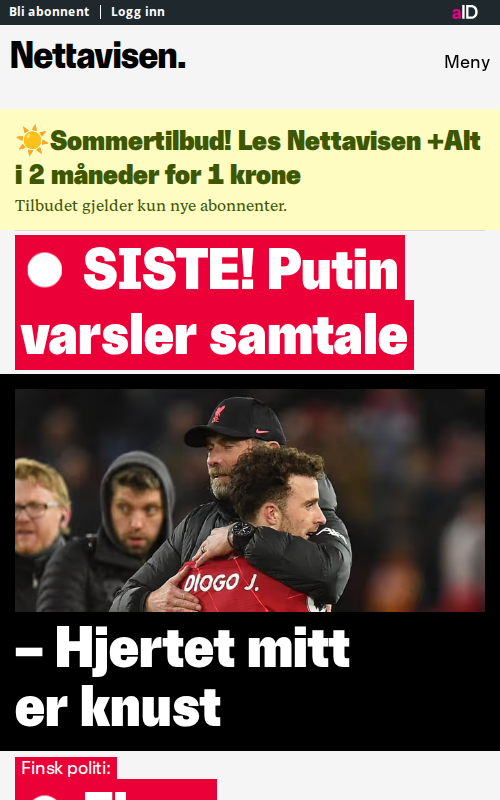 Bli abonnent | Logg inn
aID
Nettavisen.
Meny
☀️Sommertilbud! Les Nettavisen +Alt
i 2 måneder for 1 krone
Tilbudet gjelder kun nye abonnenter.
SISTE! Putin
varsler samtale
DIOGO J.
– Hjertet mitt
er knust
Finsk politi: